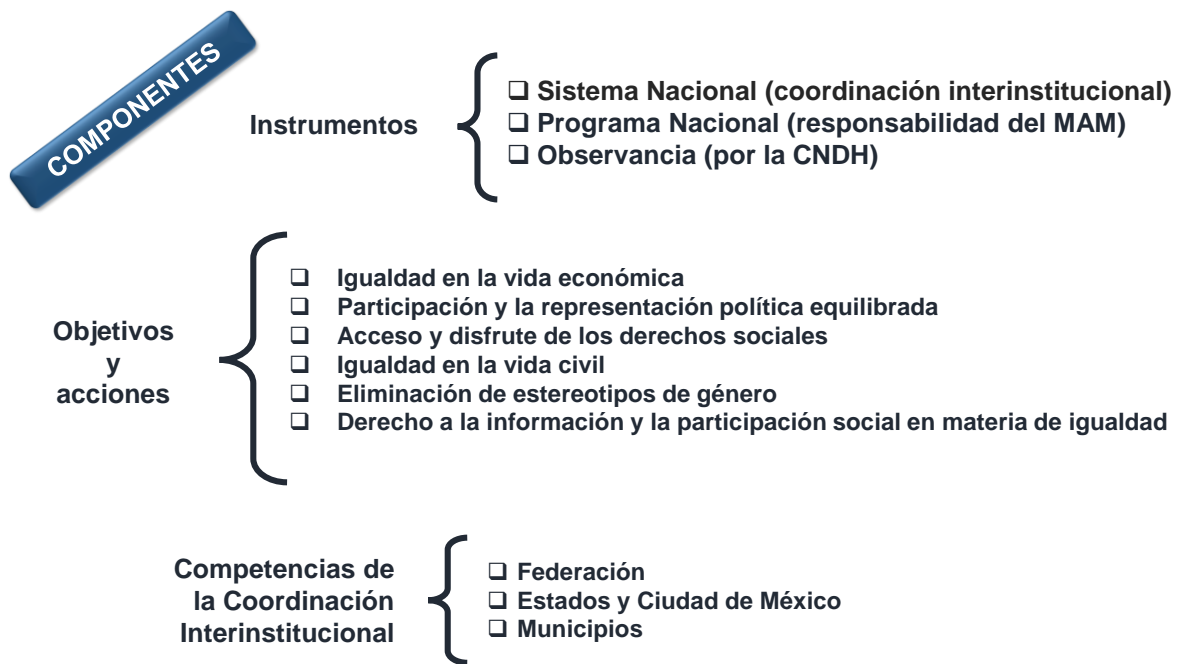 COMPONENTES
Instrumentos
❑ Sistema Nacional (coordinación interinstitucional)
❑ Programa Nacional (responsabilidad del MAM)
❑ Observancia (por la CNDH)
Objetivos
y
acciones
❑ Igualdad en la vida económica
❑ Participación y la representación política equilibrada
❑ Acceso y disfrute de los derechos sociales
❑ Igualdad en la vida civil
❑ Eliminación de estereotipos de género
❑ Derecho a la información y la participación social en materia de igualdad
Competencias de
la Coordinación
Interinstitucional
❑ Federación
❑ Estados y Ciudad de México
❑ Municipios